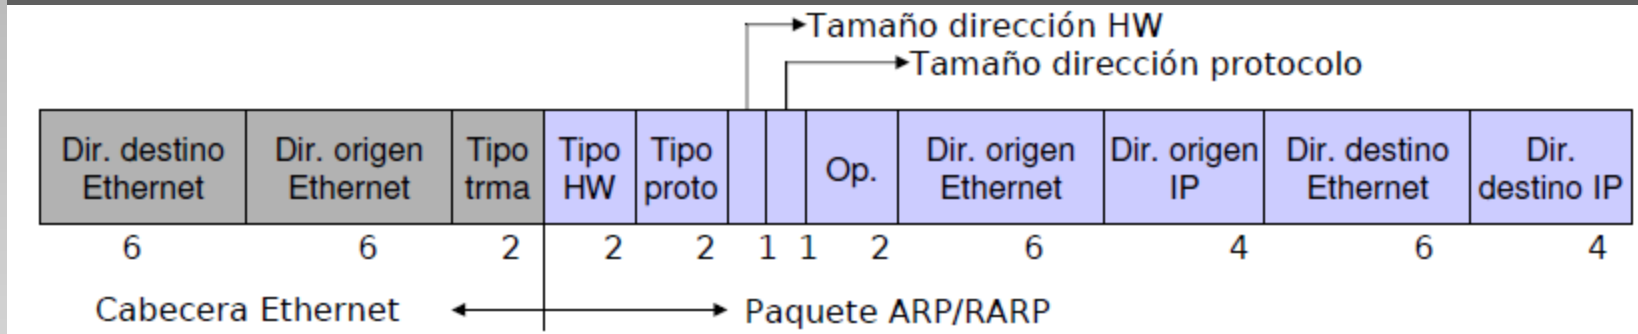 Tamaño dirección HW
Tamaño dirección protocolo
Dir. destino
Ethernet
Dir. origen
Ethernet
Tipo
trma
Tipo
HW
Tipo
proto
Op.
Dir. origen
Ethernet
Dir. origen
IP
Dir. destino
Ethernet
Dir.
destino IP
6 6 2 2 2 1 1 2 6 4 6 4
Cabecera Ethernet
Paquete ARP/RARP